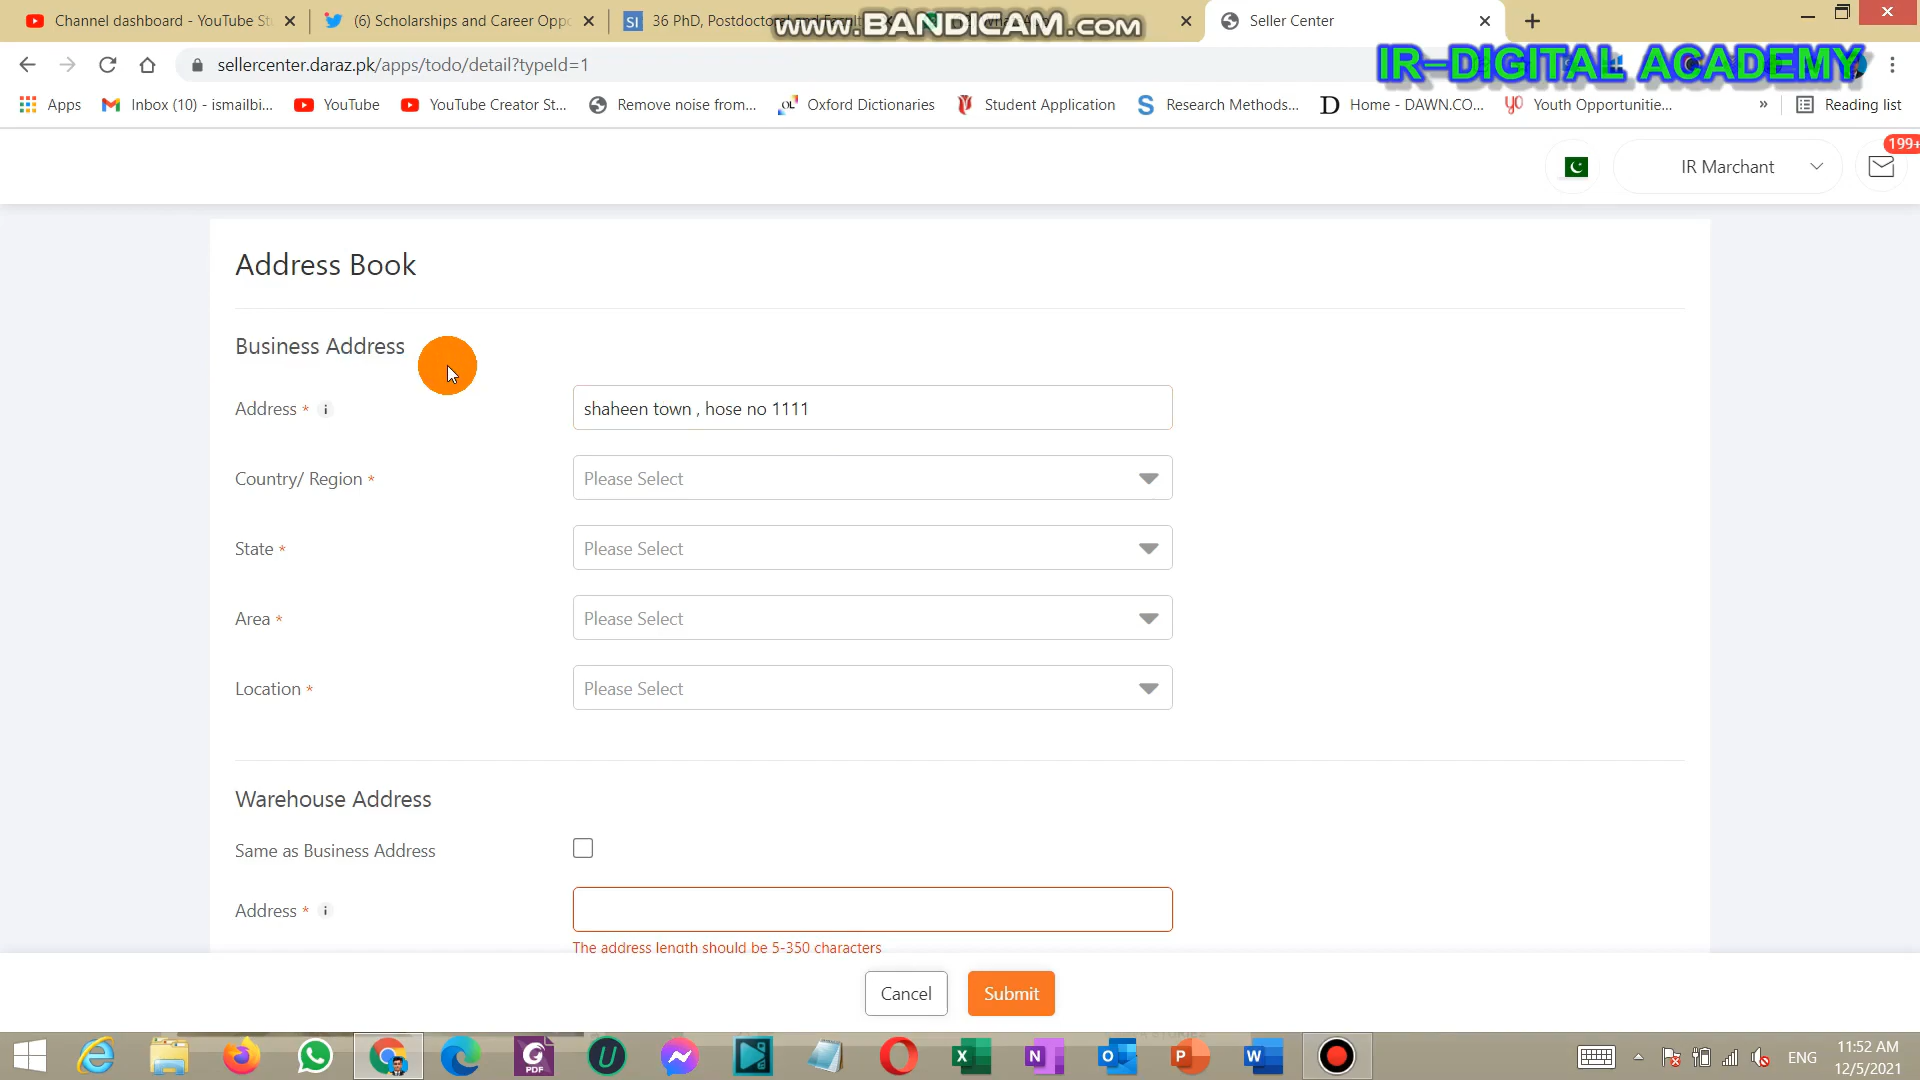 Channel dashboard - YouTube St
(6) Scholarships and Career Oppo
36 PhD, Postdoctoral and Facult
Seller Center
www.BANDICAM.com
sellercenter.daraz.pk/apps/todo/detail?typeId=1
IR-DIGITAL ACADEMY
Apps
Inbox (10) - ismailbi...
YouTube
YouTube Creator St...
Remove noise from...
Oxford Dictionaries
Student Application
Research Methods...
Home - DAWN.CO...
Youth Opportunitie...
»
Reading list
IR Marchant
199+
Address Book
Business Address
Address * i
shaheen town , hose no 1111
Country/ Region *
Please Select
State *
Please Select
Area *
Please Select
Location *
Please Select
Warehouse Address
Same as Business Address
Address * i
The address length should be 5-350 characters
Cancel
Submit
ENG
11:52 AM
12/5/2021